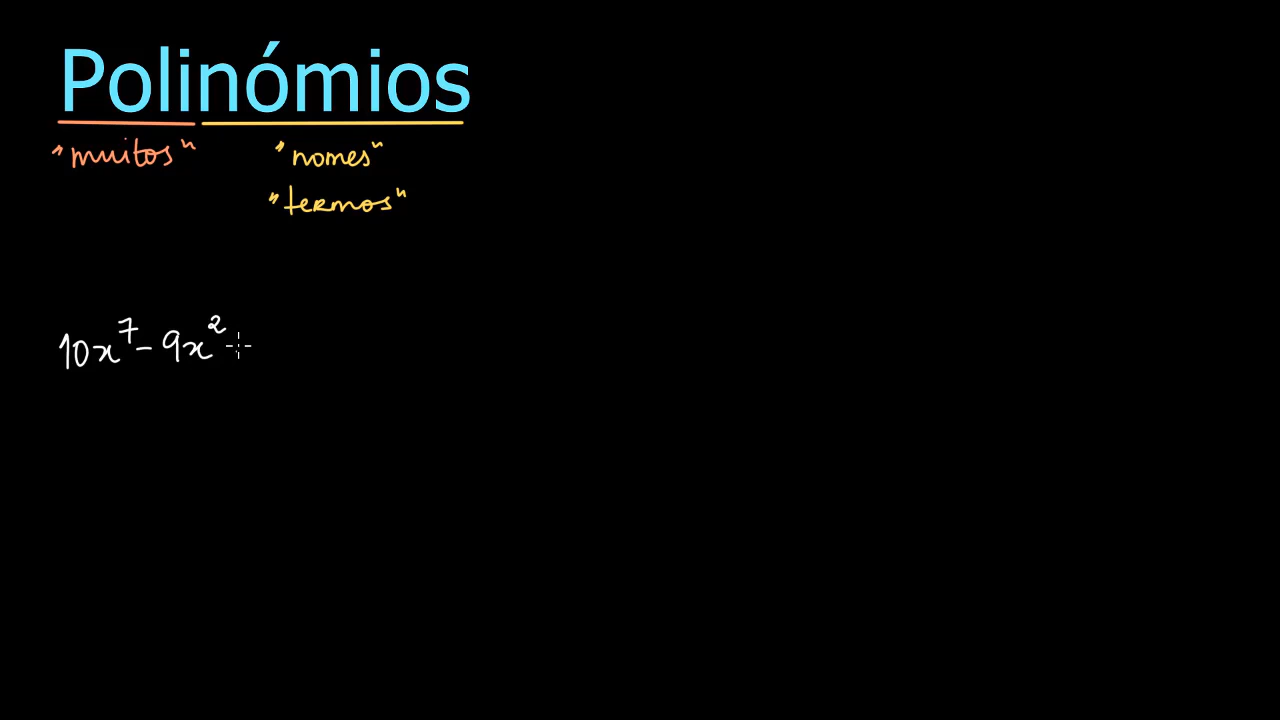 Polinómios
"muitos" "nomes"
"termos"
10x⁷ - 9x²